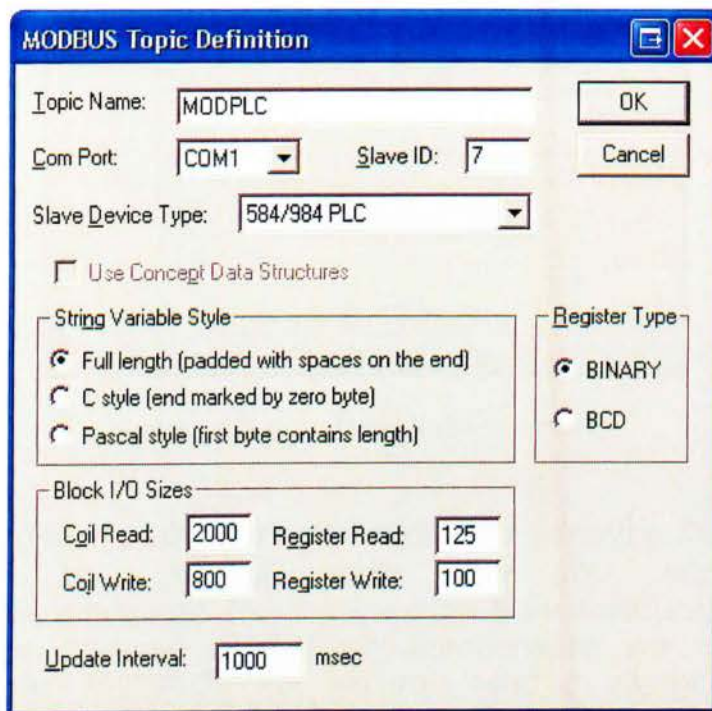 MODBUS Topic Definition
Topic Name: MODPLC OK
Com Port: COM1 Slave ID: 7 Cancel
Slave Device Type: 584/984 PLC
Use Concept Data Structures
String Variable Style
Full length (padded with spaces on the end)
C style (end marked by zero byte)
Pascal style (first byte contains length)
Register Type
BINARY
BCD
Block I/O Sizes
Coil Read: 2000 Register Read: 125
Coil Write: 800 Register Write: 100
Update Interval: 1000 msec